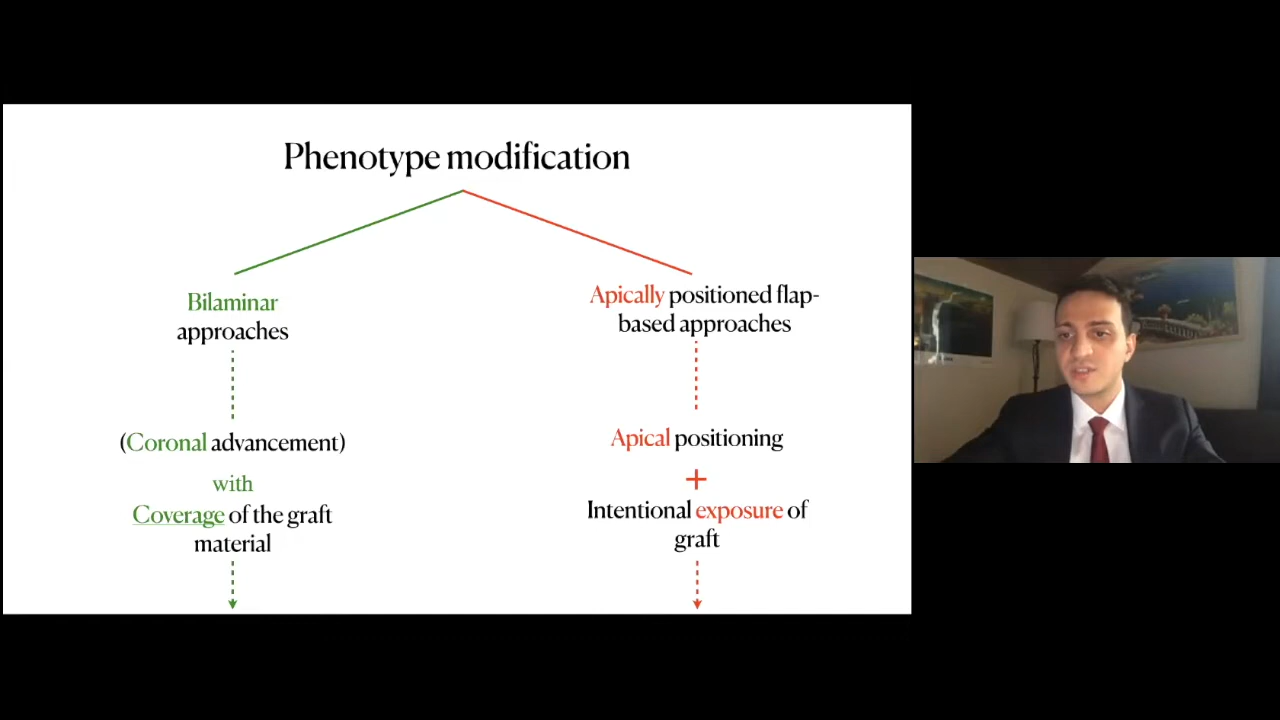 Phenotype modification
Bilaminar
approaches
(Coronal advancement)
with
Coverage of the graft
material
Apically positioned flap-
based approaches
Apical positioning
+
Intentional exposure of
graft